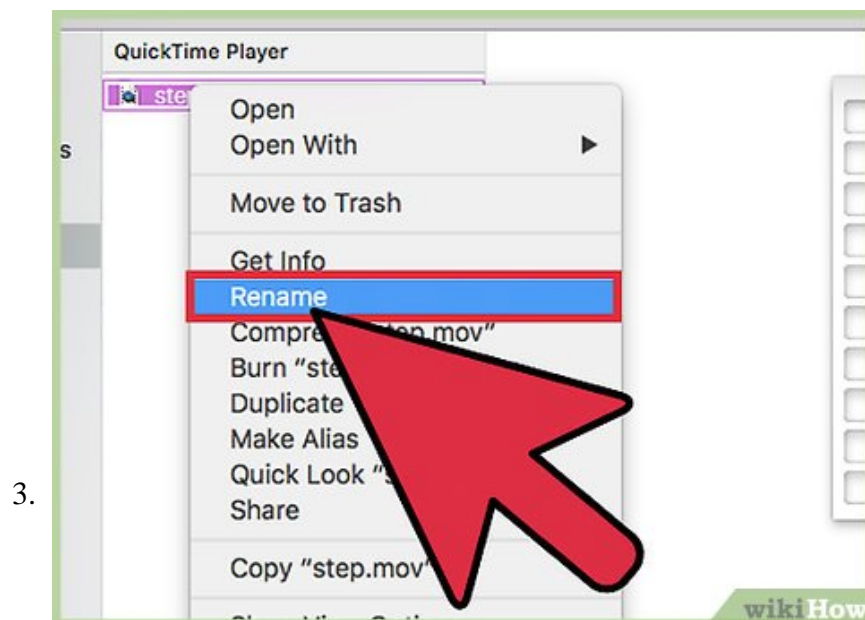 QuickTime Player
s
Open
Open With
Move to Trash
Get Info
Rename
Compre mov"
Burn "ste
Duplicate
Make Alias
Quick Look "
Share
3.
Copy "step.mov"
wikiHow